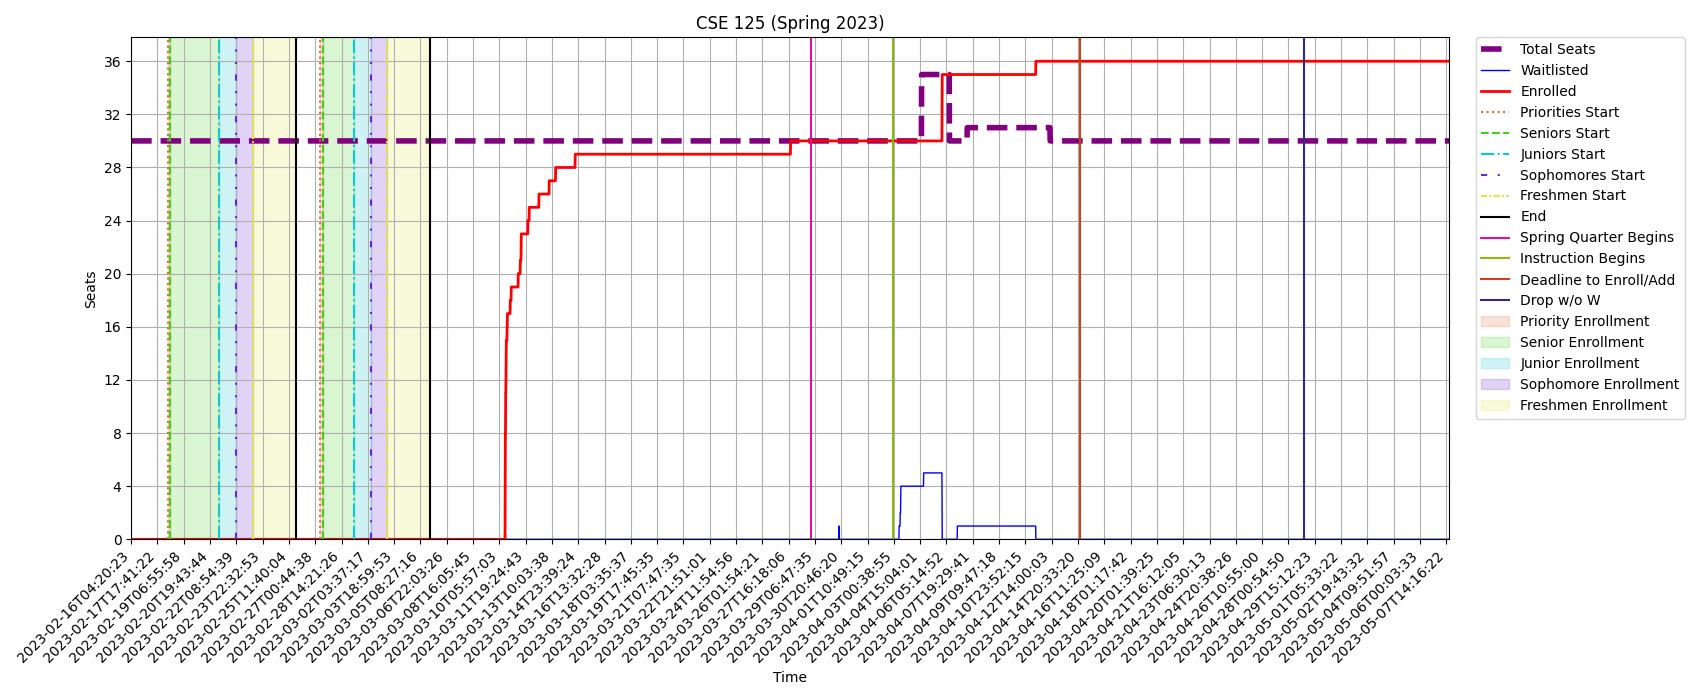 CSE 125 (Spring 2023)
Seats
36
32
28
24
20
16
12
8
4
0
2023-02-16T04:20:23
2023-02-17T17:41:22
2023-02-19T06:55:58
2023-02-20T19:43:44
2023-02-22T08:54:39
2023-02-23T22:32:53
2023-02-25T11:40:04
2023-02-27T00:44:38
2023-02-28T14:21:26
2023-03-02T03:37:17
2023-03-03T18:59:53
2023-03-05T08:27:16
2023-03-06T22:03:26
2023-03-08T16:05:45
2023-03-10T05:57:03
2023-03-11T19:24:43
2023-03-13T10:03:38
2023-03-14T23:39:24
2023-03-16T13:32:28
2023-03-18T03:35:37
2023-03-19T17:45:35
2023-03-21T07:47:35
2023-03-22T21:51:01
2023-03-24T11:54:56
2023-03-26T01:54:21
2023-03-27T16:18:06
2023-03-29T06:47:35
2023-03-30T20:46:20
2023-04-01T10:49:15
2023-04-03T00:38:55
2023-04-04T15:04:01
2023-04-06T05:14:52
2023-04-07T19:29:41
2023-04-09T09:47:18
2023-04-10T23:52:15
2023-04-12T14:00:03
2023-04-14T20:33:20
2023-04-16T11:25:09
2023-04-18T01:17:42
2023-04-20T01:39:25
2023-04-21T16:12:05
2023-04-23T06:30:13
2023-04-24T20:38:26
2023-04-26T10:55:00
2023-04-28T00:54:50
2023-04-29T15:12:23
2023-05-01T05:33:22
2023-05-02T19:43:32
2023-05-04T09:51:57
2023-05-06T00:03:33
2023-05-07T14:16:22
Time
Total Seats
Waitlisted
Enrolled
Priorities Start
Seniors Start
Juniors Start
Sophomores Start
Freshmen Start
End
Spring Quarter Begins
Instruction Begins
Deadline to Enroll/Add
Drop w/o W
Priority Enrollment
Senior Enrollment
Junior Enrollment
Sophomore Enrollment
Freshmen Enrollment